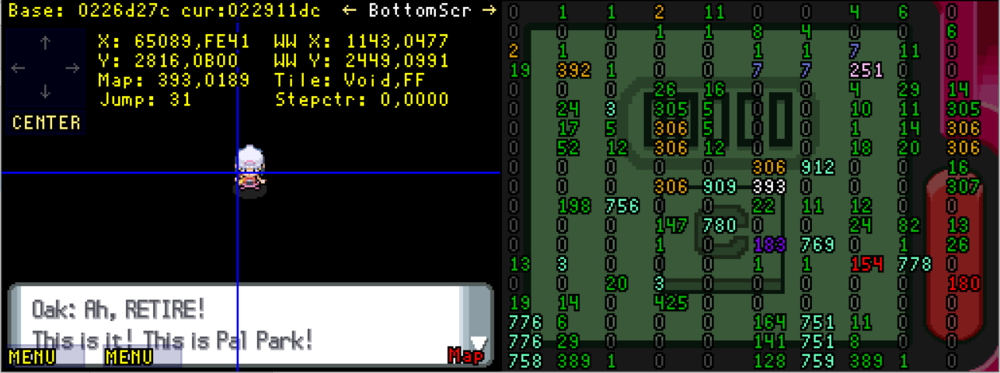 Base: 0226d27c cur:022911dc ← BottomScr →
X: 65089,FE41 WW X: 1143,0477
Y: 2816,0B00 WW Y: 2449,0991
Map: 393,0189 Tile: Void,FF
Jump: 31 Stepctr: 0,0000
CENTER
Oak: Ah, RETIRE!
This is it! This is Pal Park!
MENU MENU Map
0 1 1 2 11 0 0 4 6 0
0 0 0 1 1 8 4 0 0 6
2 1 0 0 0 1 1 7 11 0
19 392 1 0 0 7 7 251 0 0
0 0 0 26 16 0 0 4 29 14
0 24 3 305 5 0 0 10 11 305
0 17 5 306 5 0 0 1 14 306
0 52 12 306 12 0 0 18 20 306
0 0 0 0 0 306 912 0 0 16
0 0 0 306 909 393 0 0 0 307
0 198 756 0 0 22 11 12 0 0
0 0 0 147 780 0 0 24 82 13
0 0 0 1 0 183 769 0 1 26
13 3 0 0 0 1 1 154 778 0
0 0 20 3 0 0 0 0 0 180
19 14 0 425 0 0 0 0 0 0
776 6 0 0 0 164 751 11 0 0
776 29 0 0 0 141 751 8 0 0
758 389 1 0 0 128 759 389 1 0